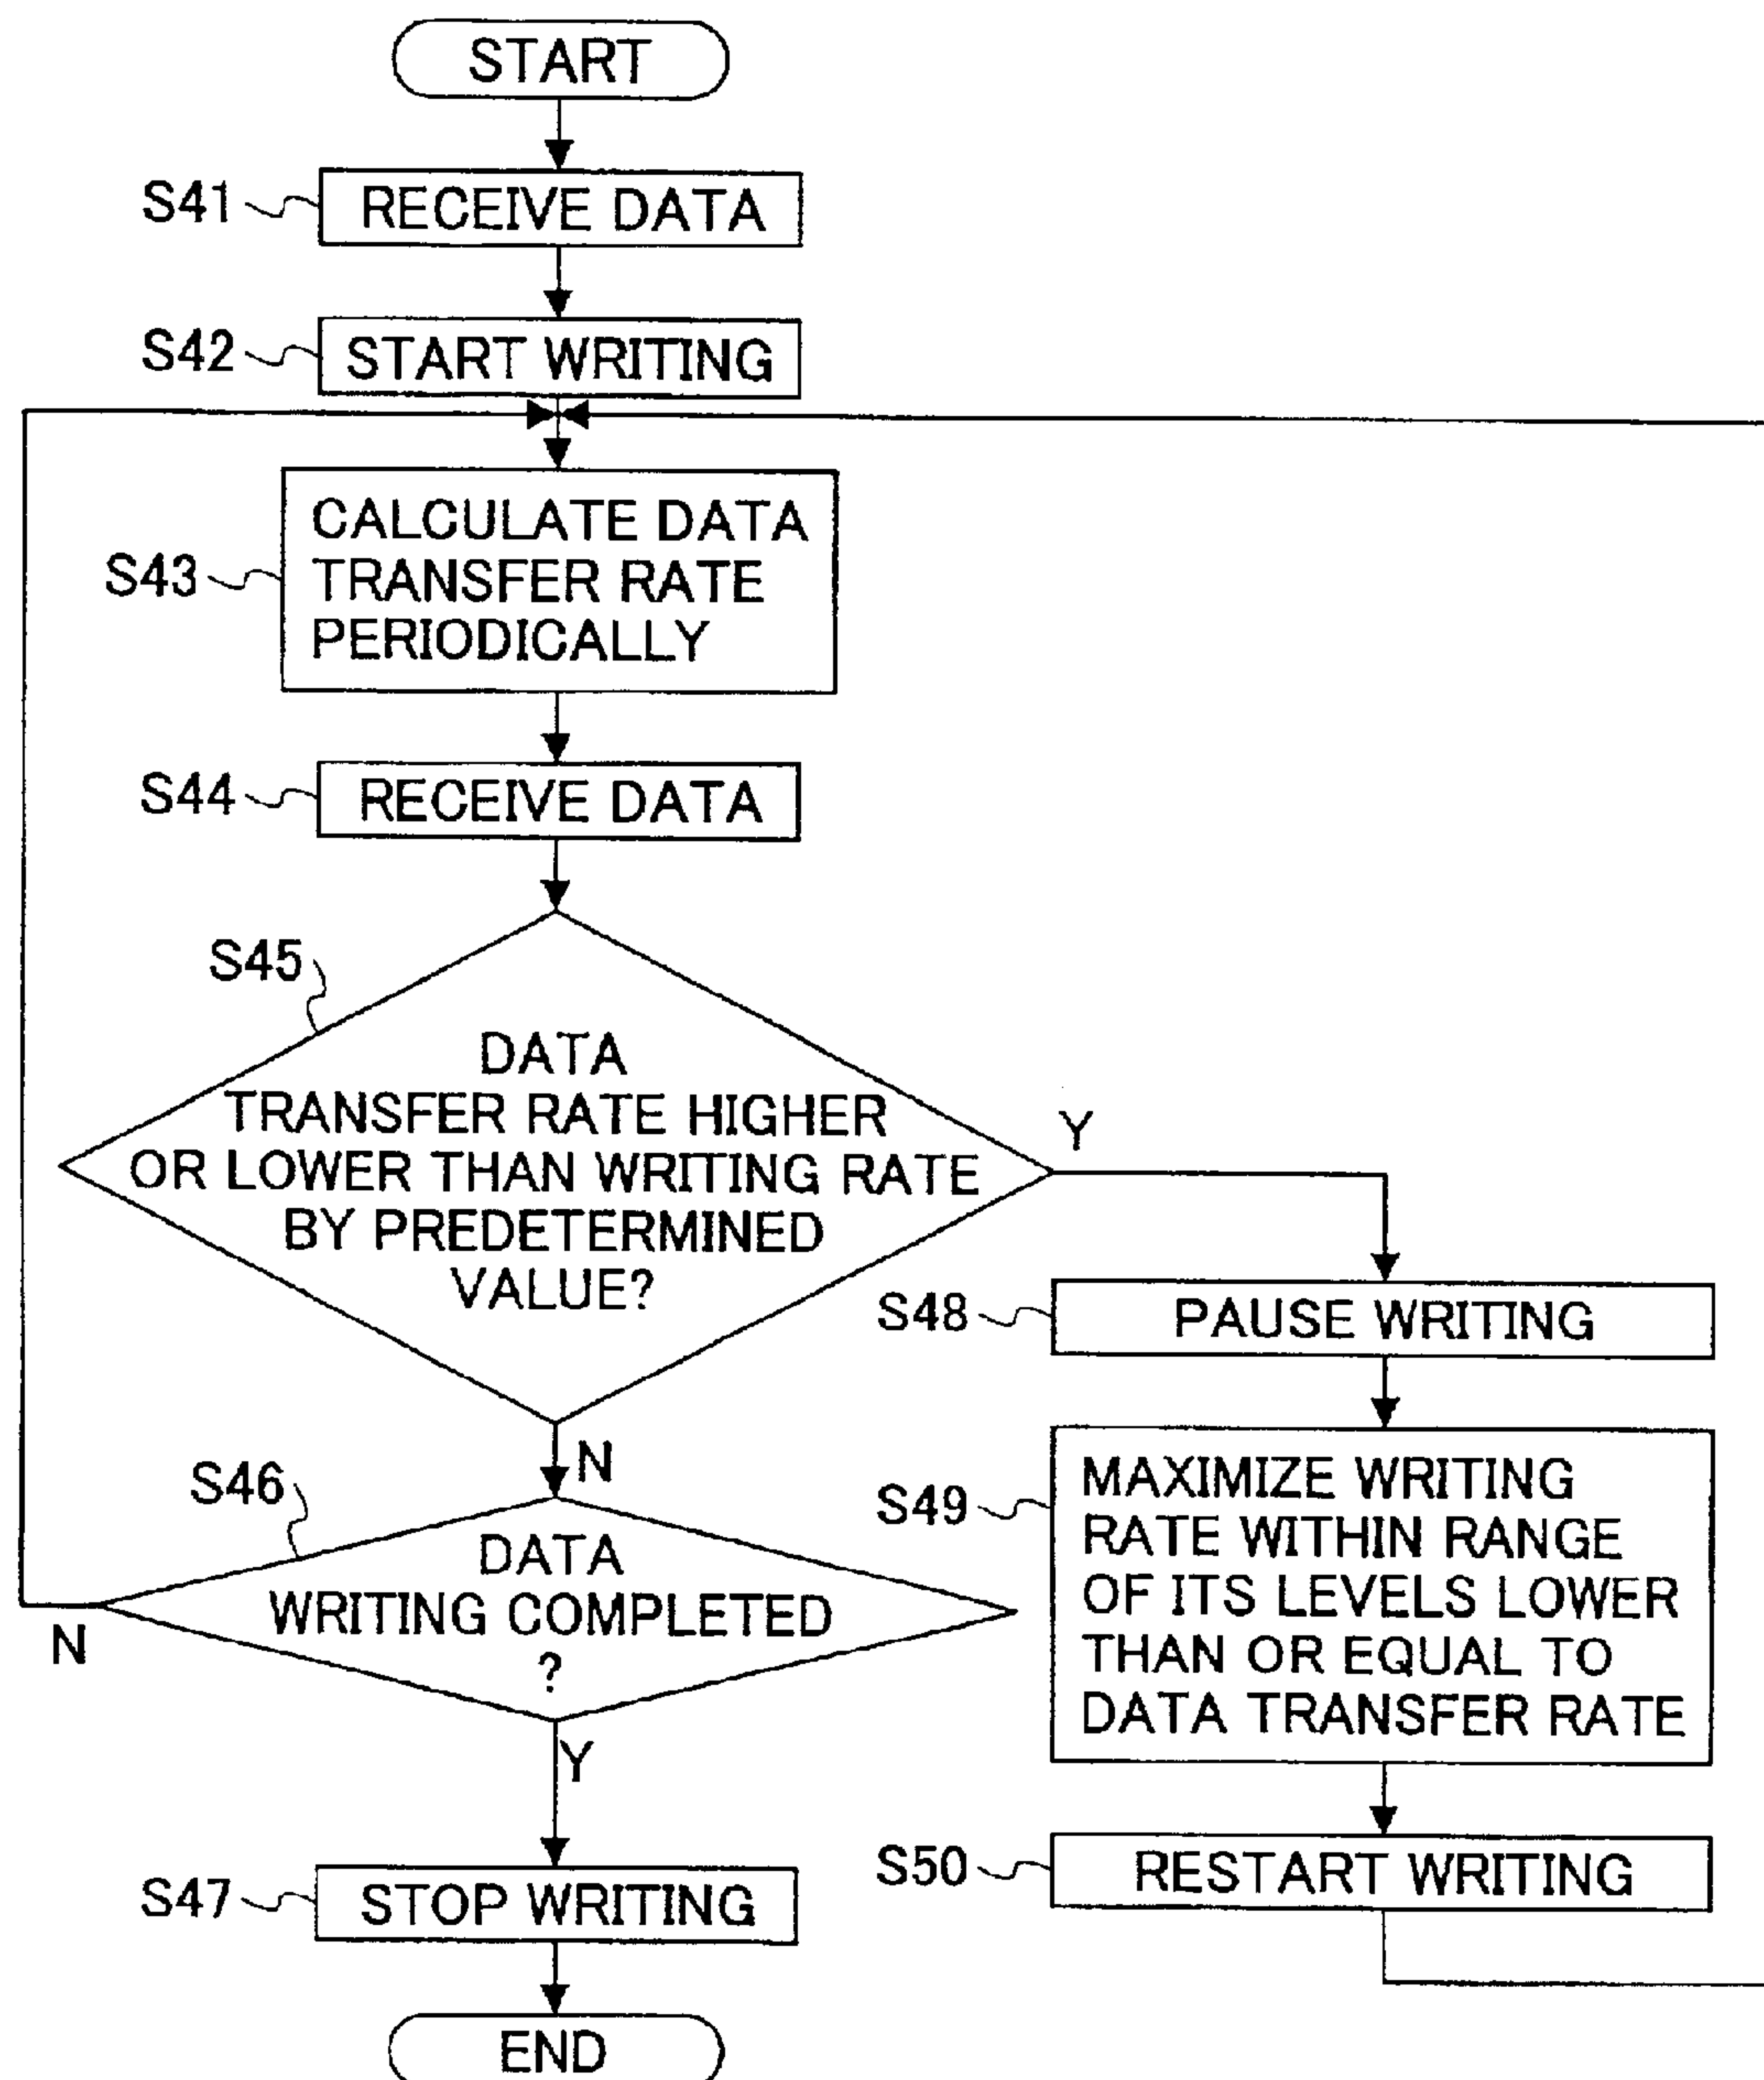 START
S41
RECEIVE DATA
S42
START WRITING
S43
CALCULATE DATA
TRANSFER RATE
PERIODICALLY
S44
RECEIVE DATA
S45
DATA
TRANSFER RATE HIGHER
OR LOWER THAN WRITING RATE
BY PREDETERMINED
VALUE?
Y
N
S46
DATA
WRITING COMPLETED
?
N
Y
S47
STOP WRITING
END
S48
PAUSE WRITING
S49
MAXIMIZE WRITING
RATE WITHIN RANGE
OF ITS LEVELS LOWER
THAN OR EQUAL TO
DATA TRANSFER RATE
S50
RESTART WRITING